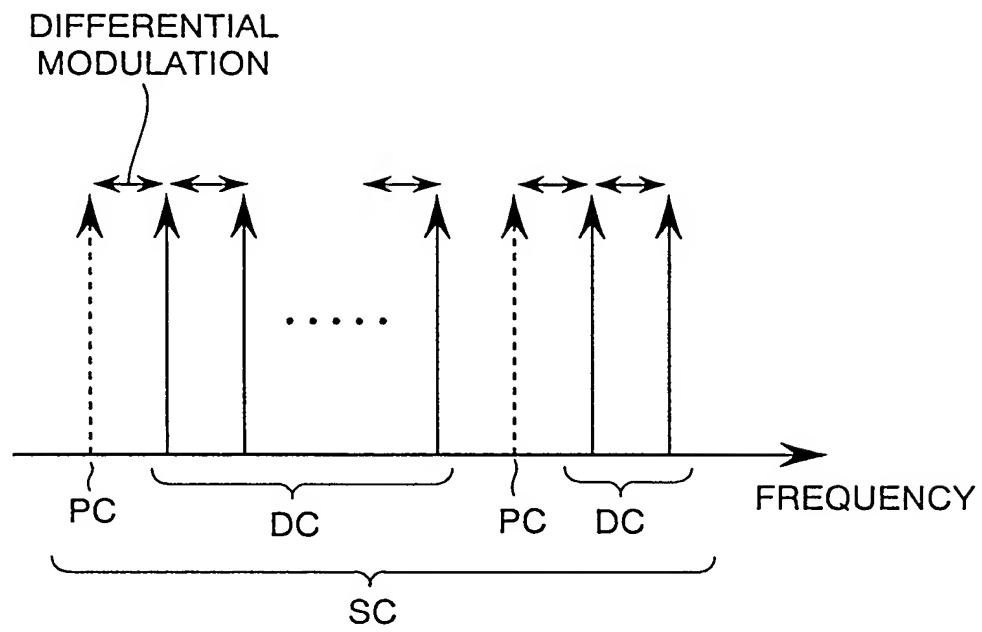 DIFFERENTIAL
MODULATION
PC
DC
PC
DC
FREQUENCY
SC